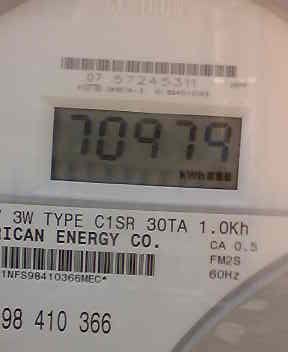 07 57245311
70979
kWh
3W TYPE C1SR 30TA 1.0Kh
RICAN ENERGY CO.
CA 0.5
FM2S
60Hz
1NFS98410366MEC*
98 410 366